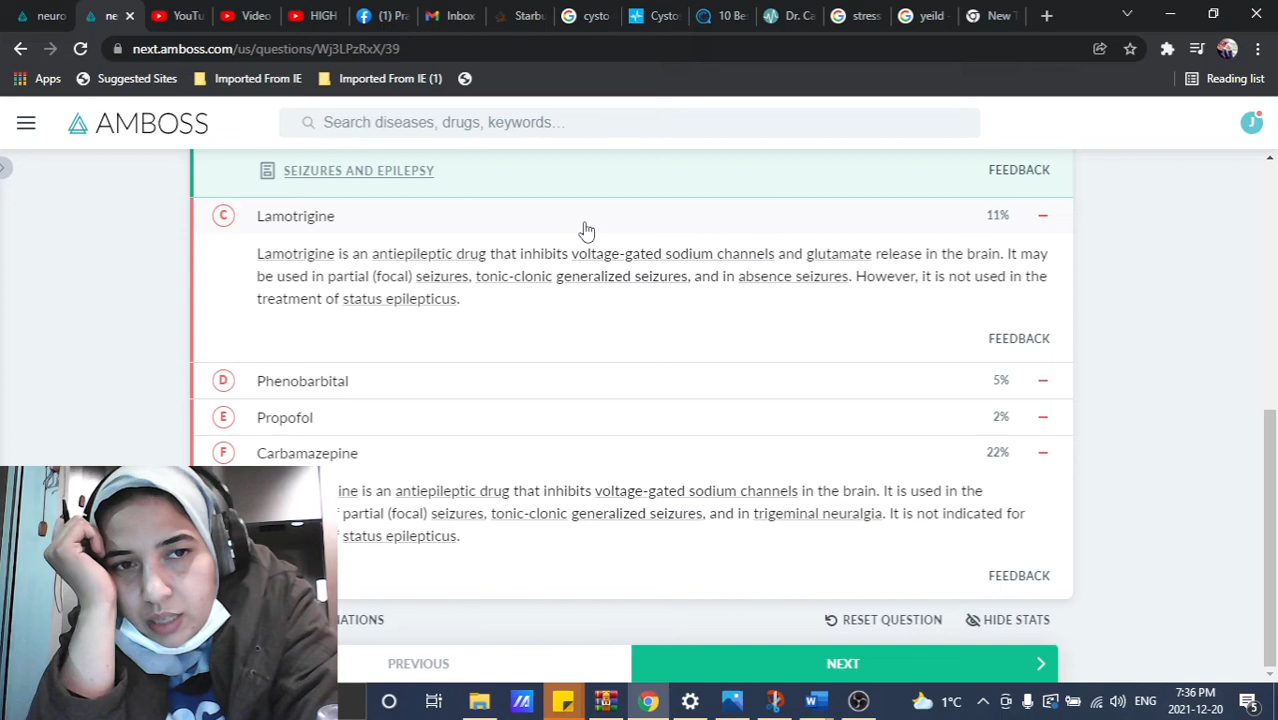 neuro
ne
YouTu
Video
HIGH
(1) Pra
Inbox
Starbu
cysto
Cysto
10 Be
Dr. Ca
stress
yeild -
New T
next.amboss.com/us/questions/Wj3LPzRxX/39
Apps
Suggested Sites
Imported From IE
Imported From IE (1)
Reading list
AMBOSS
Search diseases, drugs, keywords…
J
SEIZURES AND EPILEPSY
FEEDBACK
C Lamotrigine 11%
Lamotrigine is an antiepileptic drug that inhibits voltage-gated sodium channels and glutamate release in the brain. It may
be used in partial (focal) seizures, tonic-clonic generalized seizures, and in absence seizures. However, it is not used in the
treatment of status epilepticus.
FEEDBACK
D Phenobarbital 5%
E Propofol 2%
F Carbamazepine 22%
ine is an antiepileptic drug that inhibits voltage-gated sodium channels in the brain. It is used in the
f partial (focal) seizures, tonic-clonic generalized seizures, and in trigeminal neuralgia. It is not indicated for
status epilepticus.
FEEDBACK
NATIONS
RESET QUESTION
HIDE STATS
PREVIOUS
NEXT
1°C
ENG
7:36 PM
2021-12-20
5